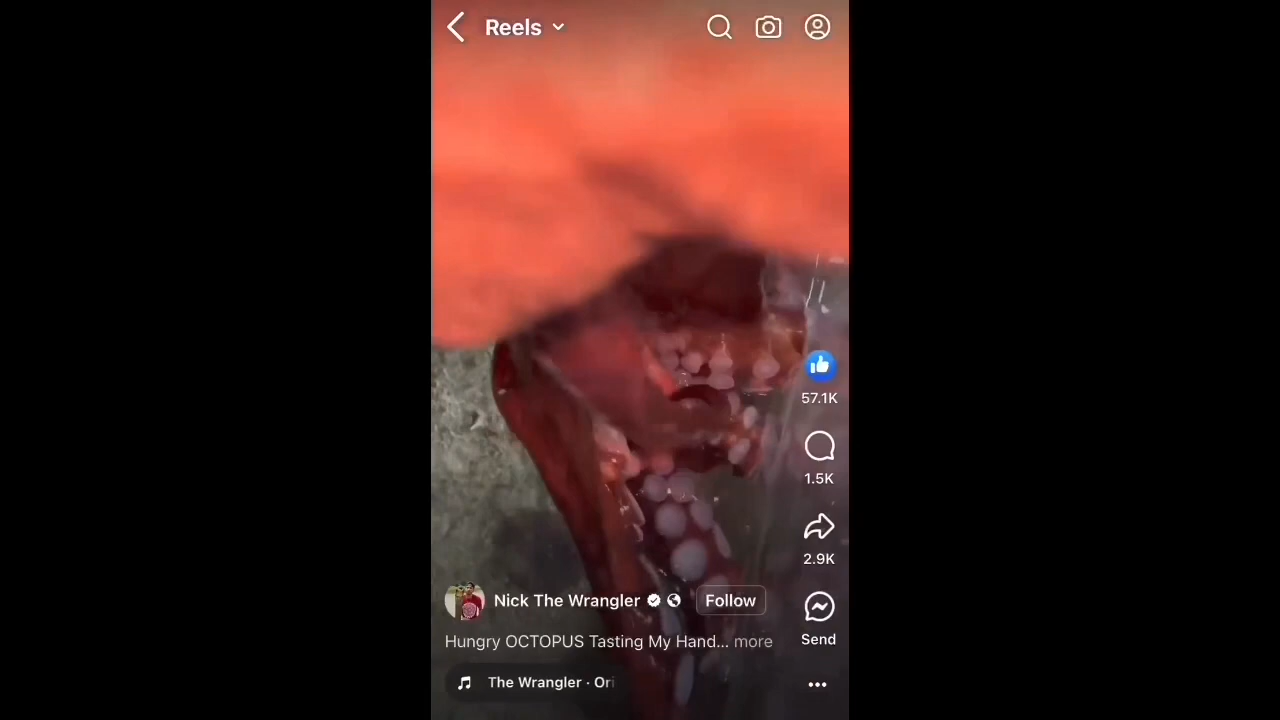 Reels
57.1K
1.5K
2.9K
Nick The Wrangler
Follow
Hungry OCTOPUS Tasting My Hand... more
Send
The Wrangler · Ori